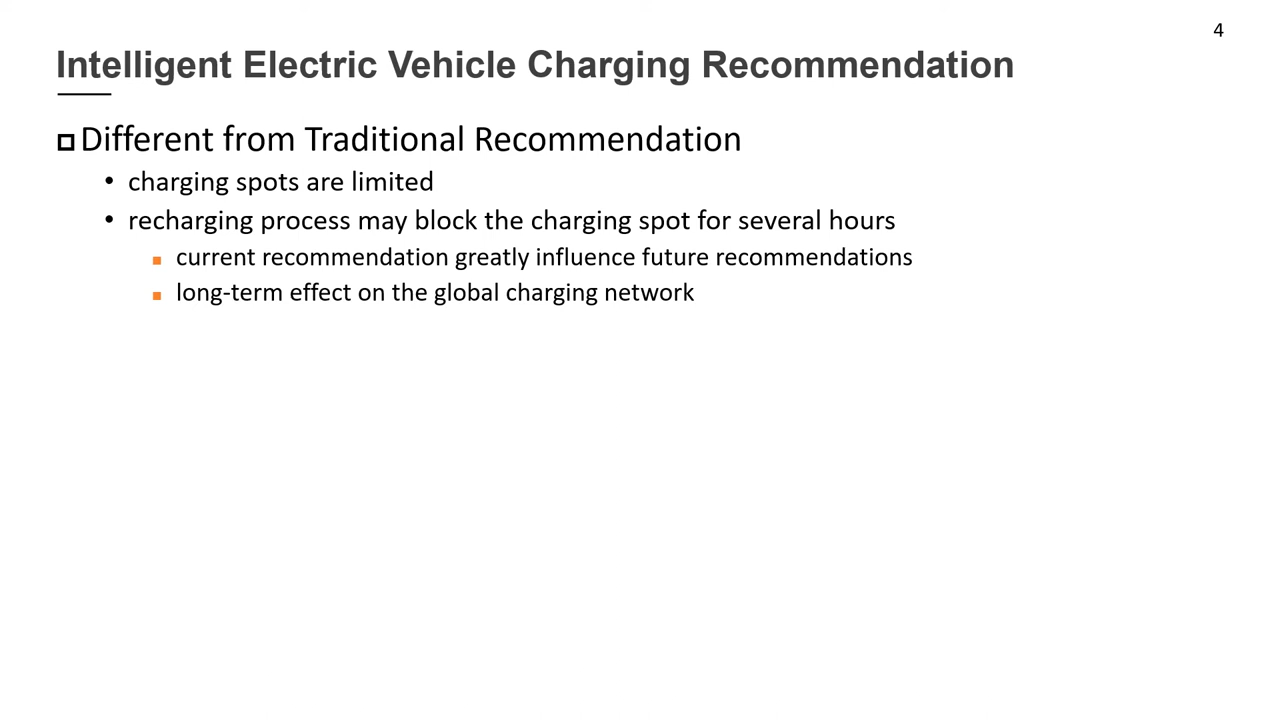 4
Intelligent Electric Vehicle Charging Recommendation
Different from Traditional Recommendation
• charging spots are limited
• recharging process may block the charging spot for several hours
▪ current recommendation greatly influence future recommendations
▪ long-term effect on the global charging network